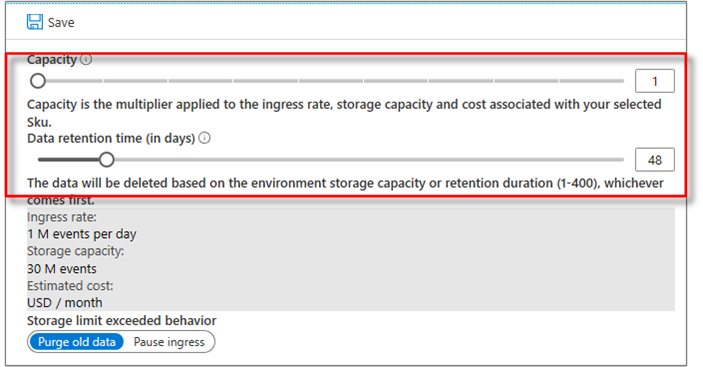 Save
Capacity
1
Capacity is the multiplier applied to the ingress rate, storage capacity and cost associated with your selected
Sku.
Data retention time (in days)
48
The data will be deleted based on the environment storage capacity or retention duration (1-400), whichever
comes first.
Ingress rate:
1 M events per day
Storage capacity:
30 M events
Estimated cost:
USD / month
Storage limit exceeded behavior
Purge old data Pause ingress